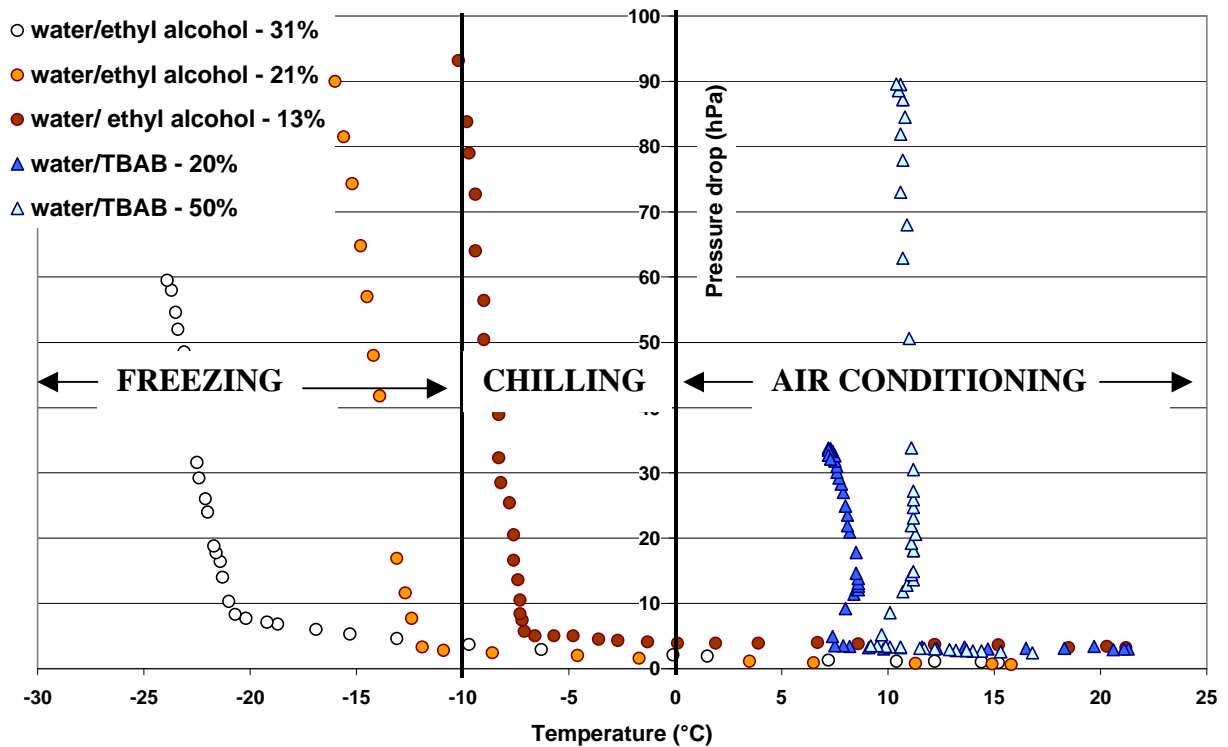 water/ethyl alcohol - 31%
water/ethyl alcohol - 21%
water/ ethyl alcohol - 13%
water/TBAB - 20%
water/TBAB - 50%
100
90
80
70
60
50
40
30
20
10
0
Pressure drop (hPa)
FREEZING
CHILLING
AIR CONDITIONING
-30 -25 -20 -15 -10 -5 0 5 10 15 20 25
Temperature (°C)